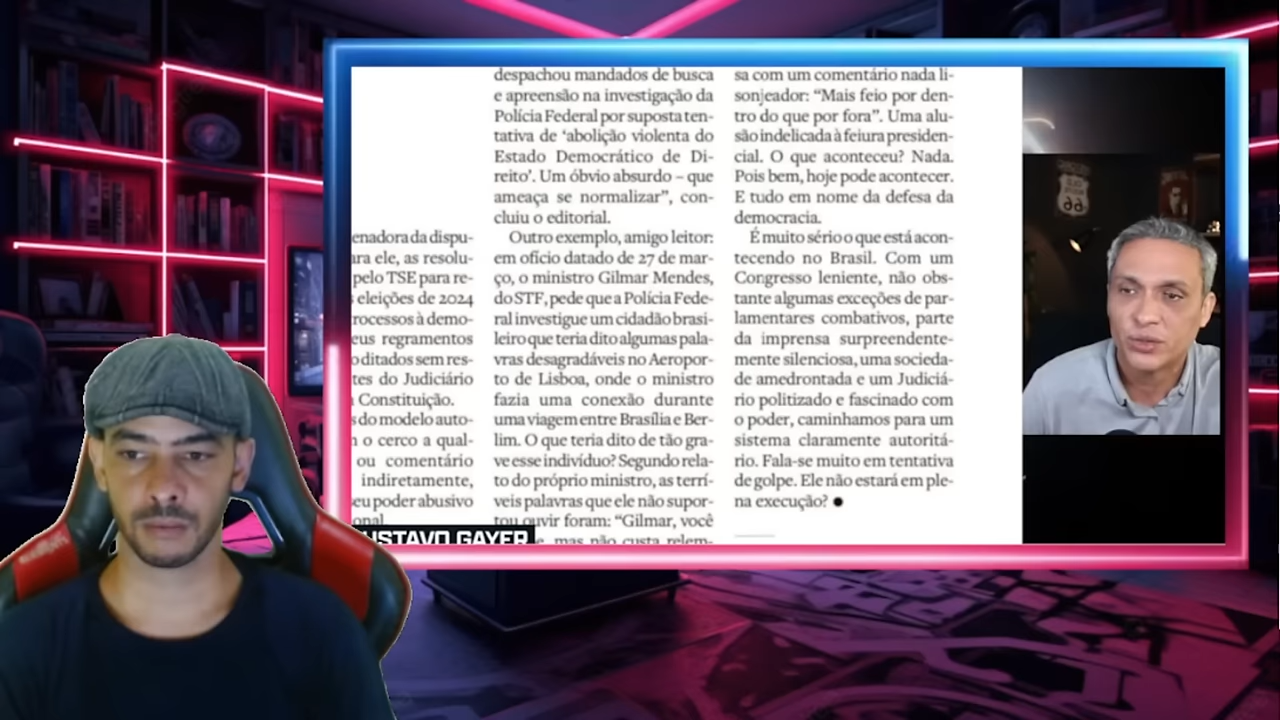 enadora da dispu-
ara ele, as resolu-
pelo TSE para re-
eleições de 2024
rocessos à demo-
eus regramentos
o ditados sem res-
tes do Judiciário
Constituição.
s do modelo auto-
o cerco a qual-
ou comentário
indiretamente,
seu poder abusivo
onal
despachou mandados de busca
e apreensão na investigação da
Polícia Federal por suposta ten-
tativa de ‘abolição violenta do
Estado Democrático de Di-
reito’. Um óbvio absurdo – que
ameaça se normalizar”, con-
cluiu o editorial.
Outro exemplo, amigo leitor:
em ofício datado de 27 de mar-
ço, o ministro Gilmar Mendes,
do STF, pede que a Polícia Fede-
ral investigue um cidadão brasi-
leiro que teria dito algumas pala-
vras desagradáveis no Aeropor-
to de Lisboa, onde o ministro
fazia uma conexão durante
uma viagem entre Brasília e Ber-
lim. O que teria dito de tão gra-
ve esse indivíduo? Segundo rela-
to do próprio ministro, as terrí-
veis palavras que ele não supor-
tou ouvir foram: “Gilmar, você
e, mas não custa relem-
sa com um comentário nada li-
sonjeador: “Mais feio por den-
tro do que por fora”. Uma alu-
são indelicada à feiura presiden-
cial. O que aconteceu? Nada.
Pois bem, hoje pode acontecer.
E tudo em nome da defesa da
democracia.
É muito sério o que está acon-
tecendo no Brasil. Com um
Congresso leniente, não obs-
tante algumas exceções de par-
lamentares combativos, parte
da imprensa surpreendente-
mente silenciosa, uma socieda-
de amedrontada e um Judiciá-
rio politizado e fascinado com
o poder, caminhamos para um
sistema claramente autoritá-
rio. Fala-se muito em tentativa
de golpe. Ele não estará em ple-
na execução? ●
USTAVO GAYER
66